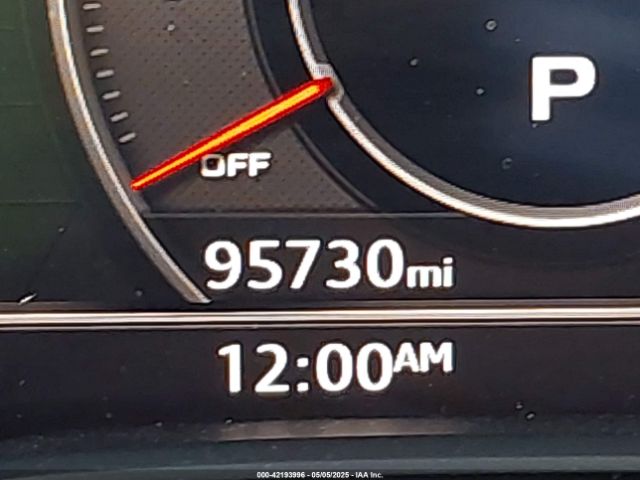 P
OFF
95730mi
12:00AM
000-42193996 - 05/05/2025 - IAA Inc.